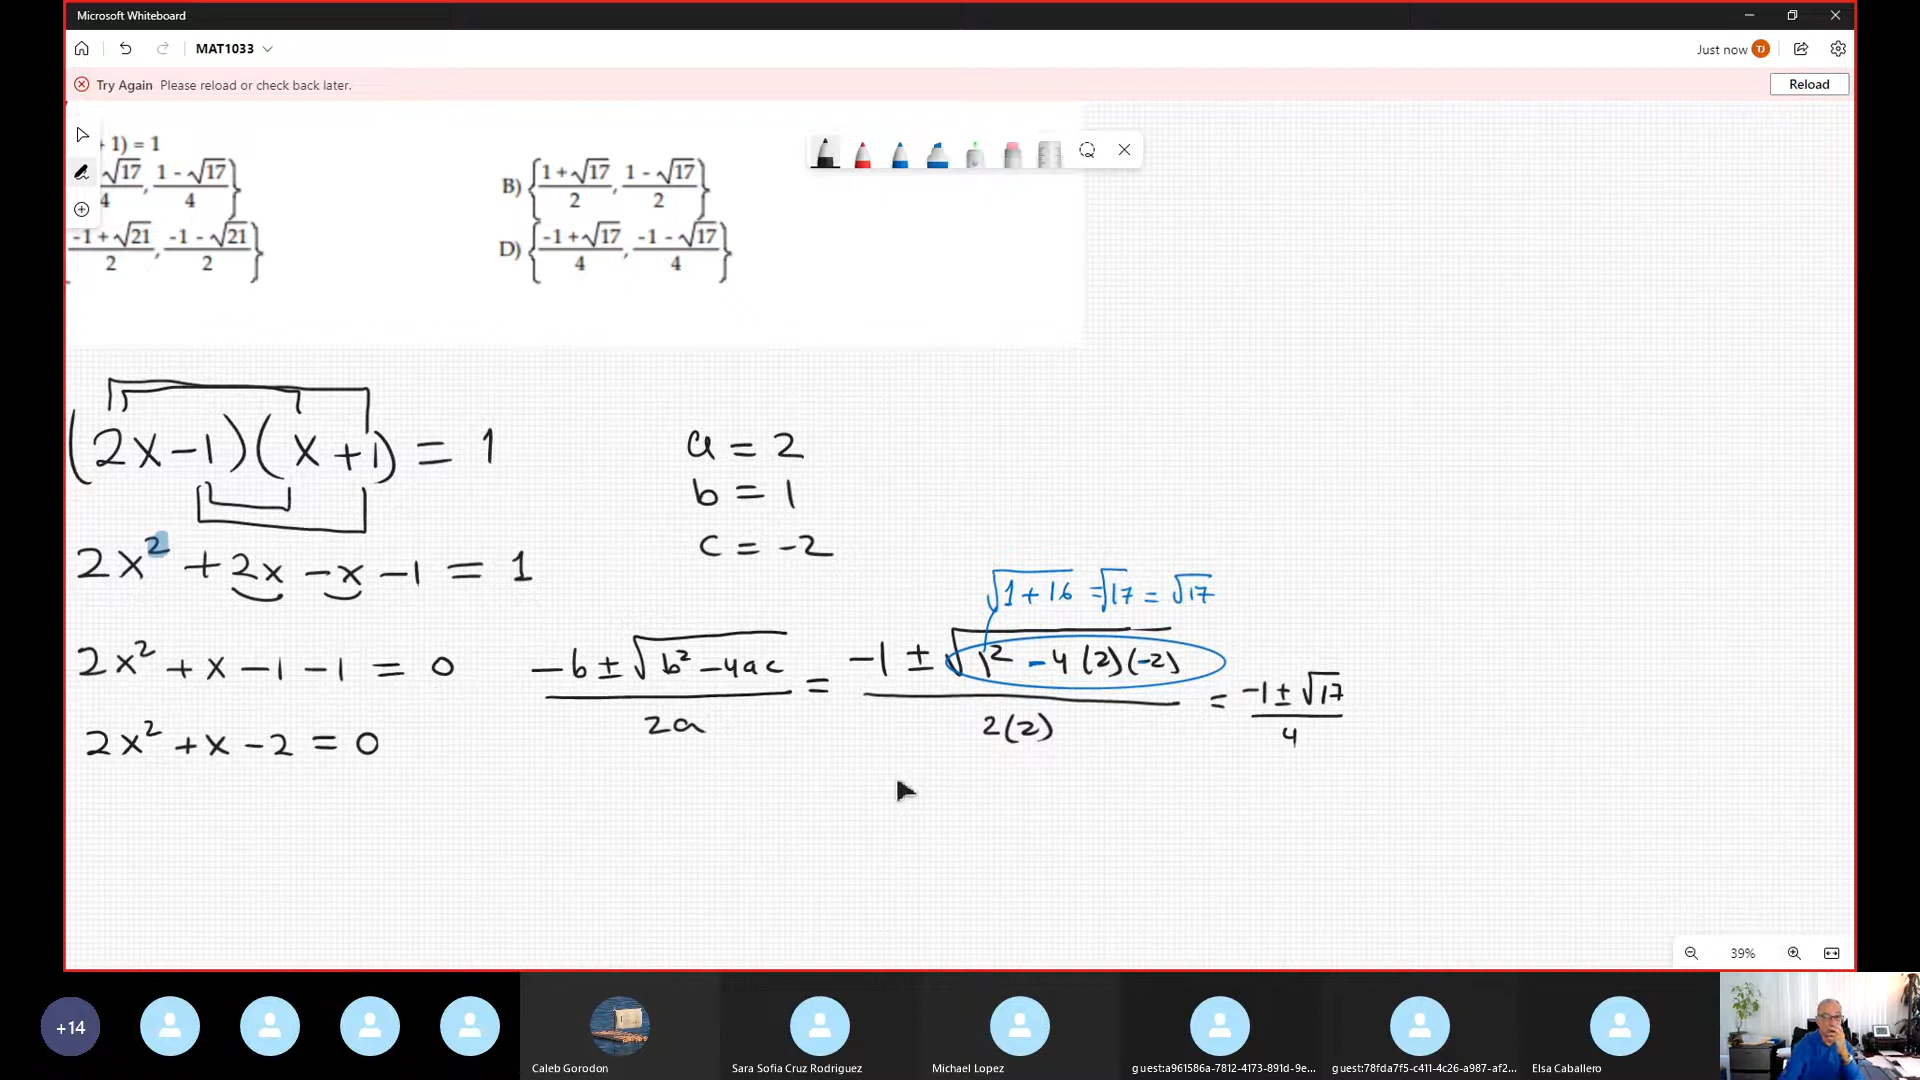 Microsoft Whiteboard
MAT1033
Just now TJ
Try Again Please reload or check back later.
Reload
+ 1) = 1
√17/4, (1 - √17)/4}
B) {(1 + √17)/2, (1 - √17)/2}
-1 + √21/2, (-1 - √21)/2}
D) {(-1 + √17)/4, (-1 - √17)/4}
(2x-1)(x+1) = 1
a = 2
b = 1
c = -2
2x² + 2x - x - 1 = 1
√1+16 = √17 = √17
2x² + x - 1 - 1 = 0
(-b ± √b² - 4ac)/2a = (-1 ± √1² - 4(2)(-2))/2(2) = (-1 ± √17)/4
2x² + x - 2 = 0
39%
+14
Caleb Gorodon
Sara Sofia Cruz Rodriguez
Michael Lopez
guest:a961586a-7812-4173-891d-9e...
guest:78fda7f5-c411-4c26-a987-af2...
Elsa Caballero